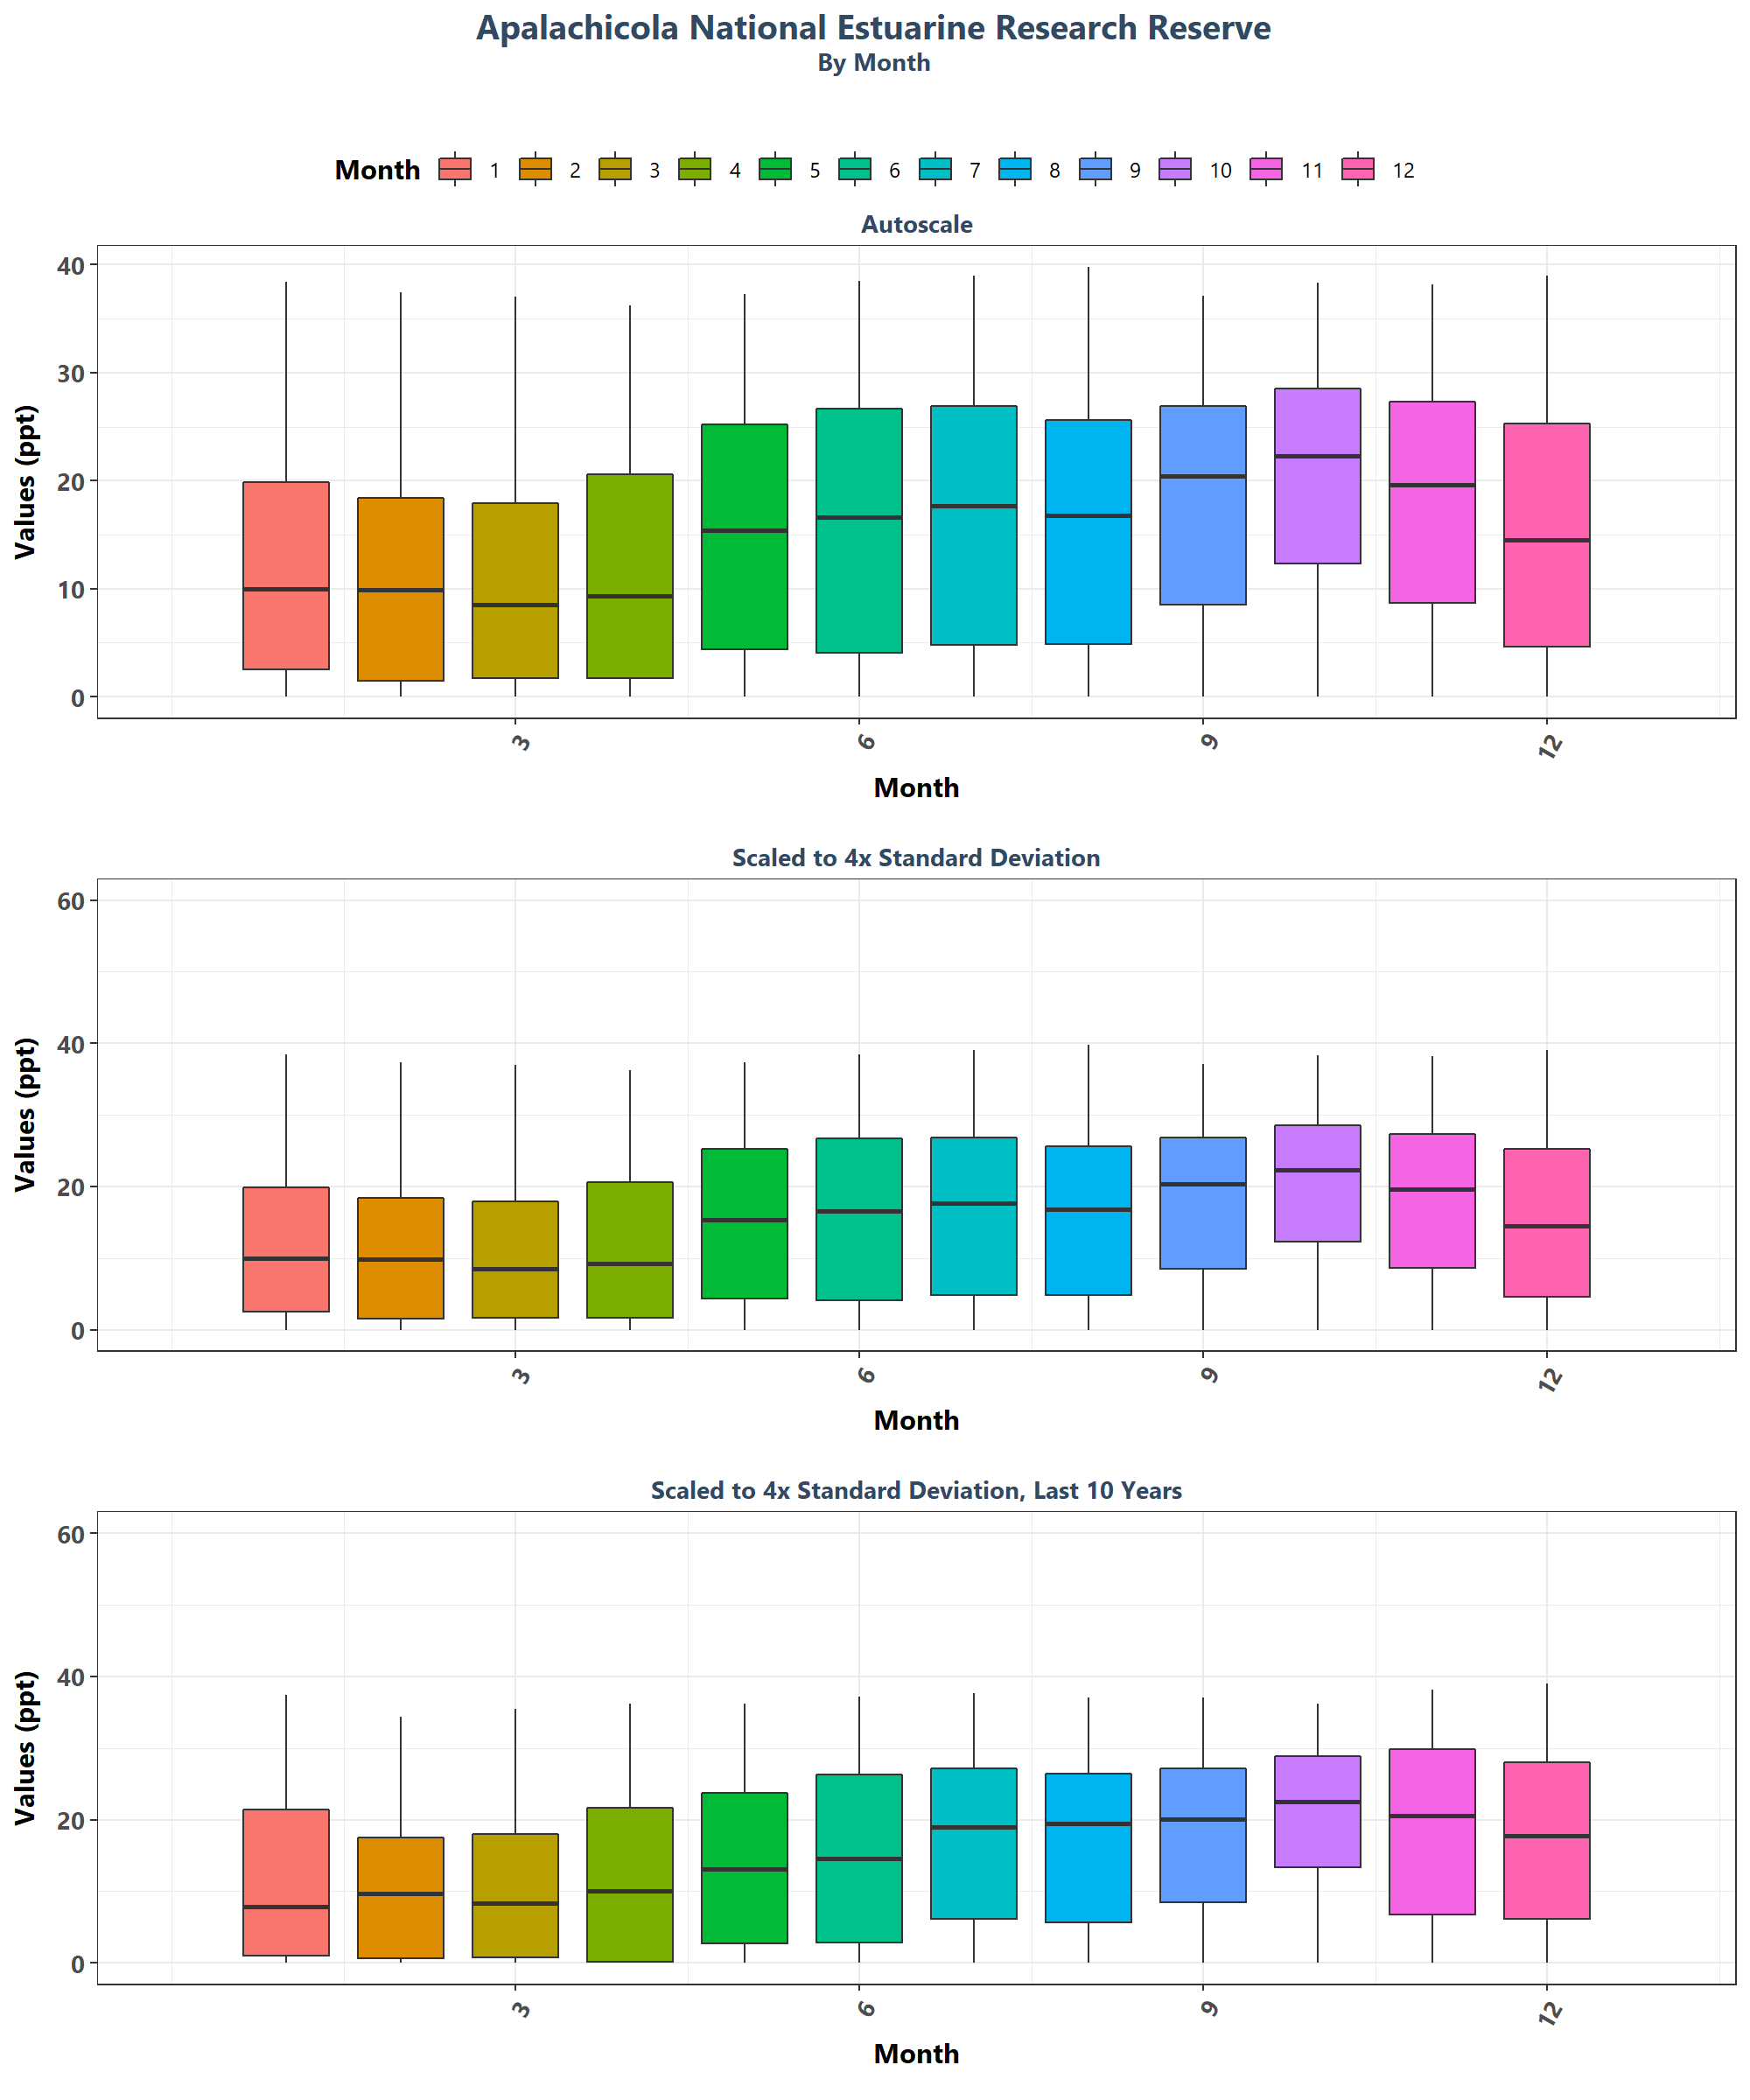 Apalachicola National Estuarine Research Reserve
By Month
Month 1 2 3 4 5 6 7 8 9 10 11 12
Autoscale
Values (ppt)
40
30
20
10
0
3 6 9 12
Month
Scaled to 4x Standard Deviation
Values (ppt)
60
40
20
0
3 6 9 12
Month
Scaled to 4x Standard Deviation, Last 10 Years
Values (ppt)
60
40
20
0
3 6 9 12
Month